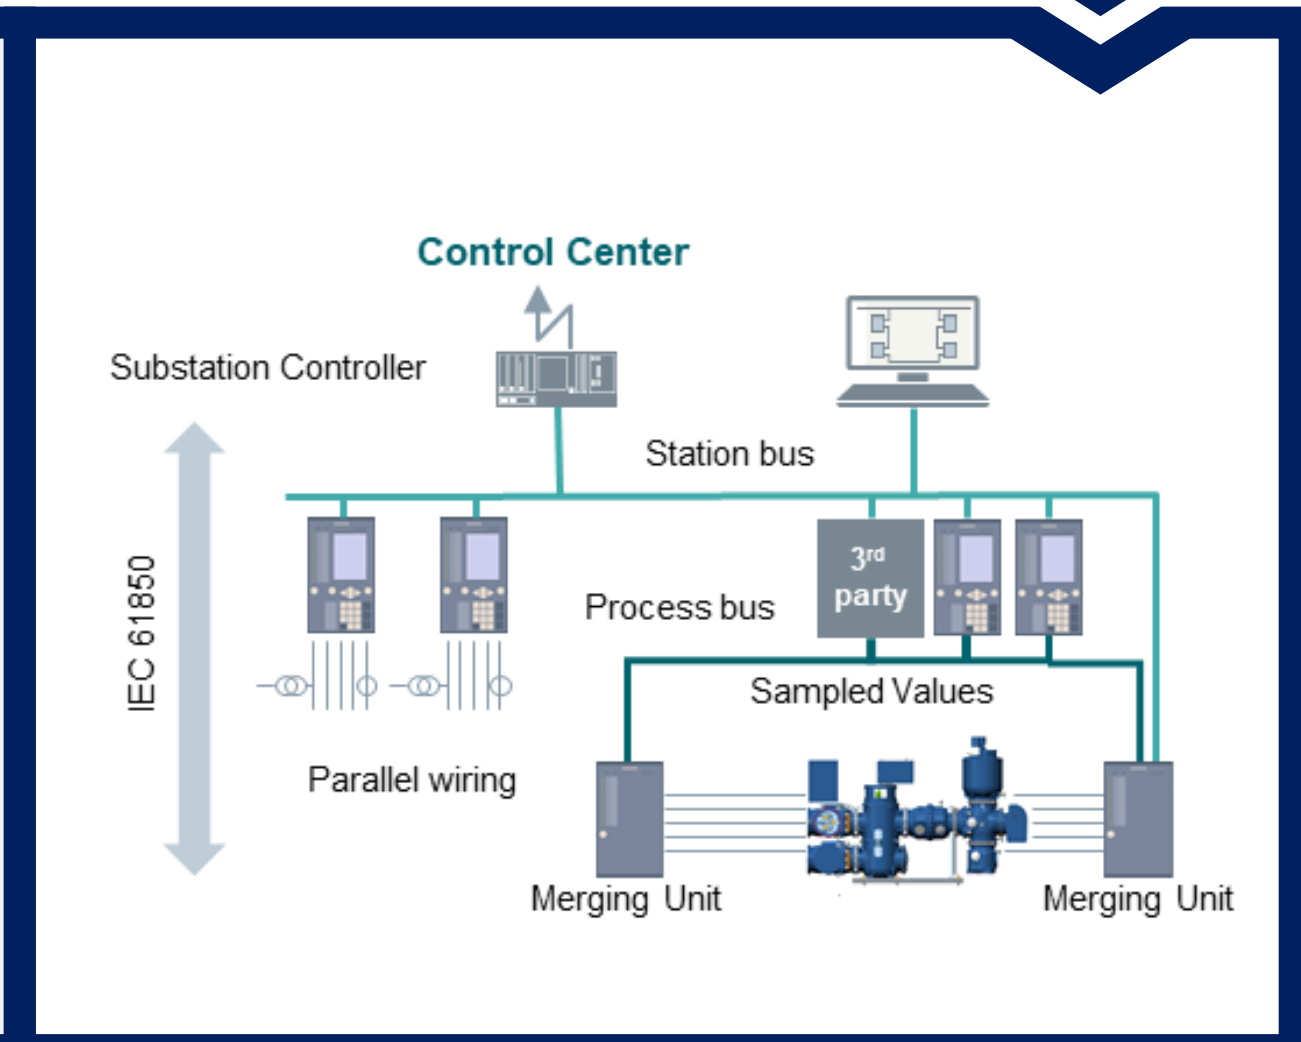 Control Center
Substation Controller
Station bus
IEC 61850
3rd
party
Process bus
Sampled Values
Parallel wiring
Merging Unit
Merging Unit